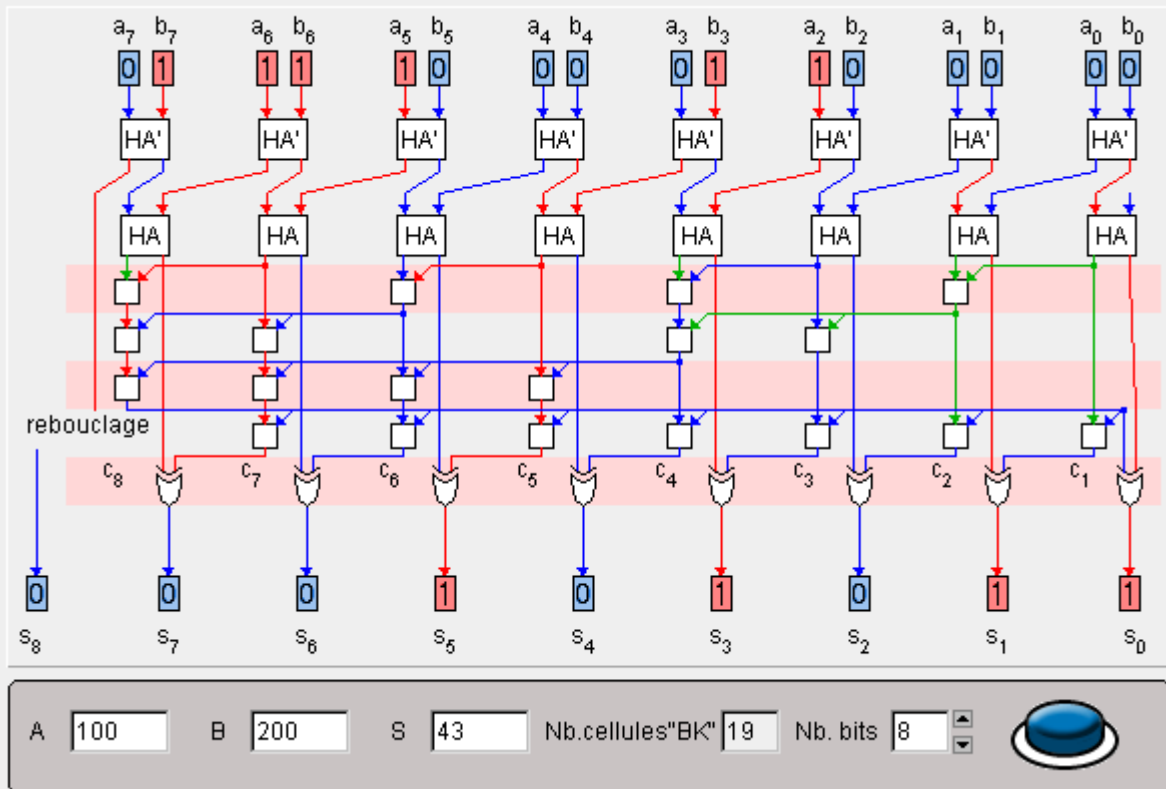 a7 b7 a6 b6 a5 b5 a4 b4 a3 b3 a2 b2 a1 b1 a0 b0
0 1 1 1 1 0 0 0 0 1 1 0 0 0 0 0
HA' HA' HA' HA' HA' HA' HA' HA'
HA HA HA HA HA HA HA HA
rebouclage
c8 c7 c6 c5 c4 c3 c2 c1
0 0 0 1 0 1 0 1 1
s8 s7 s6 s5 s4 s3 s2 s1 s0
A 100 B 200 S 43 Nb.cellules"BK" 19 Nb. bits 8